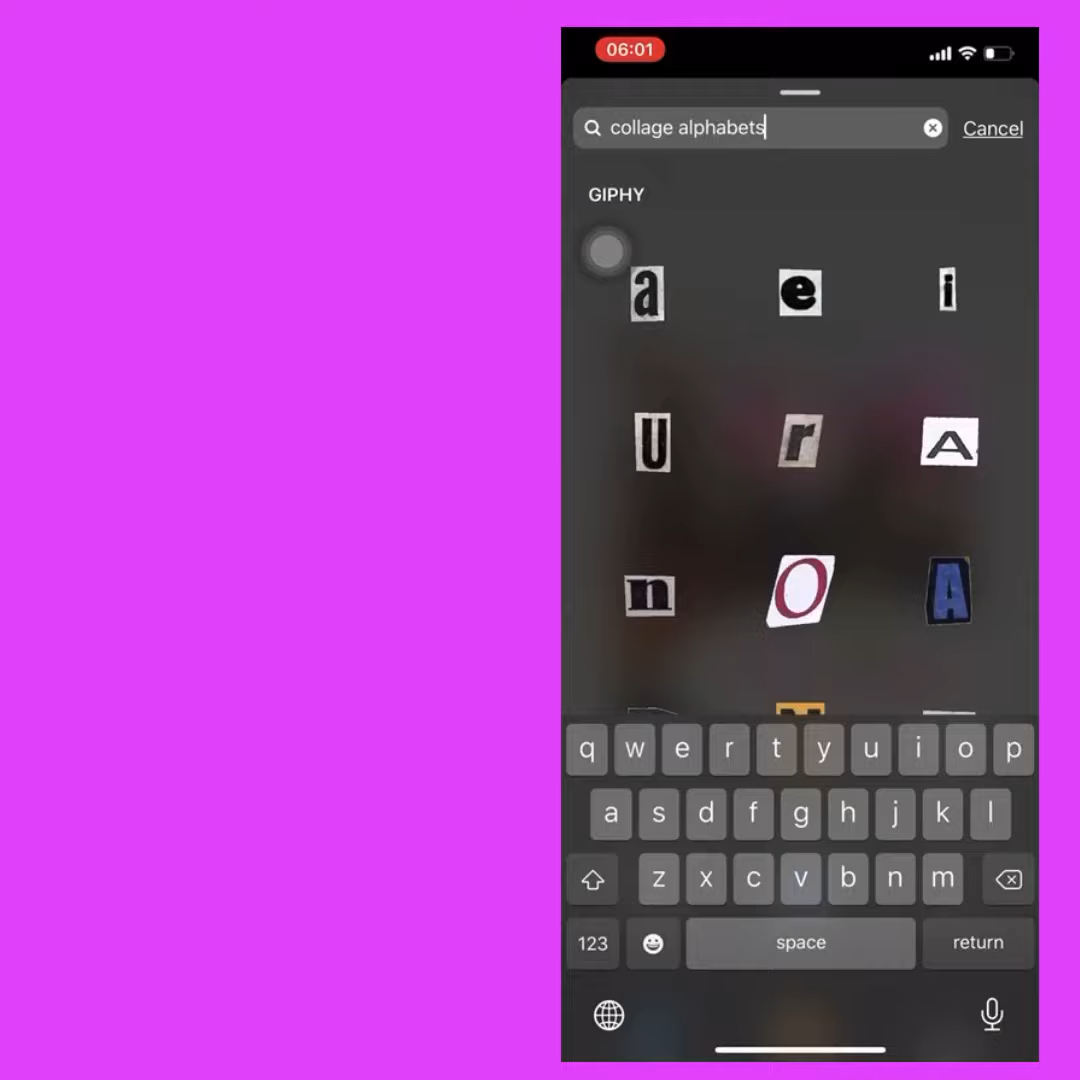 06:01
collage alphabets
Cancel
GIPHY
a e i
U r A
n O A
q w e r t y u i o p
a s d f g h j k l
z x c v b n m
123 space return